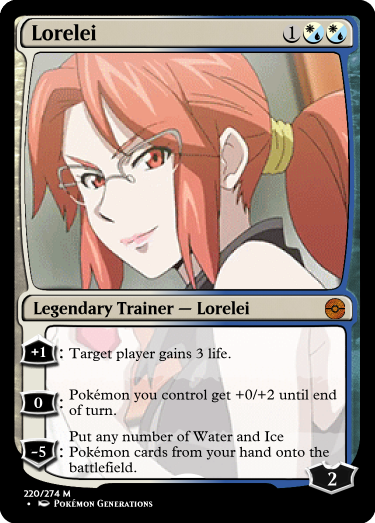 Lorelei 1
Legendary Trainer — Lorelei
+1: Target player gains 3 life.
0: Pokémon you control get +0/+2 until end
of turn.
Put any number of Water and Ice
-5: Pokémon cards from your hand onto the
battlefield.
2
220/274 M
• Pokémon Generations